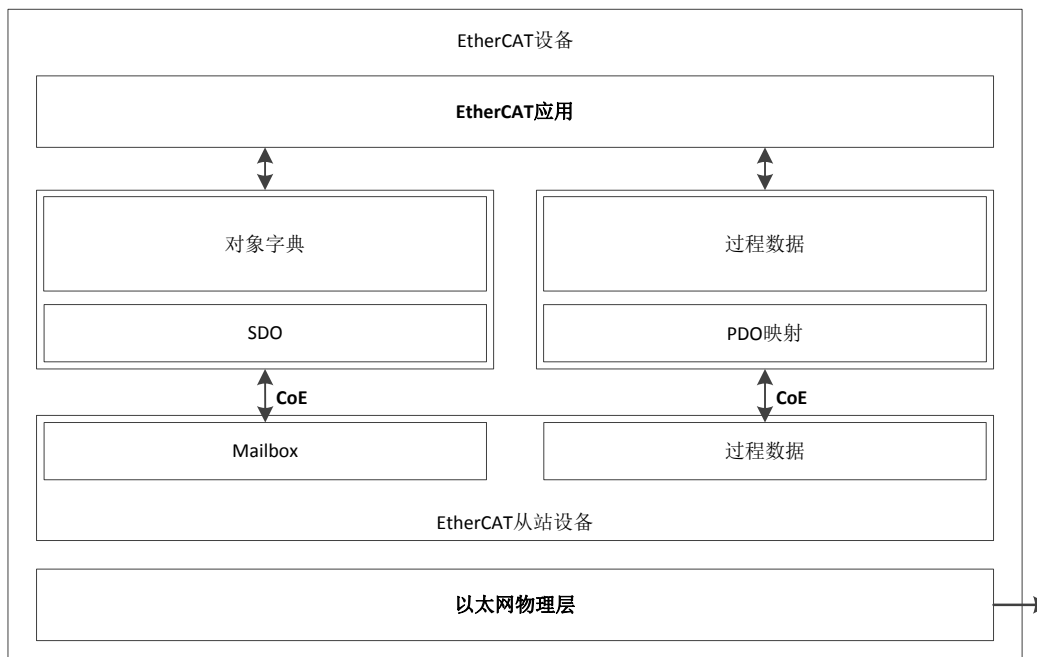 EtherCAT设备
EtherCAT应用
对象字典
过程数据
SDO
PDO映射
CoE
CoE
Mailbox
过程数据
EtherCAT从站设备
以太网物理层